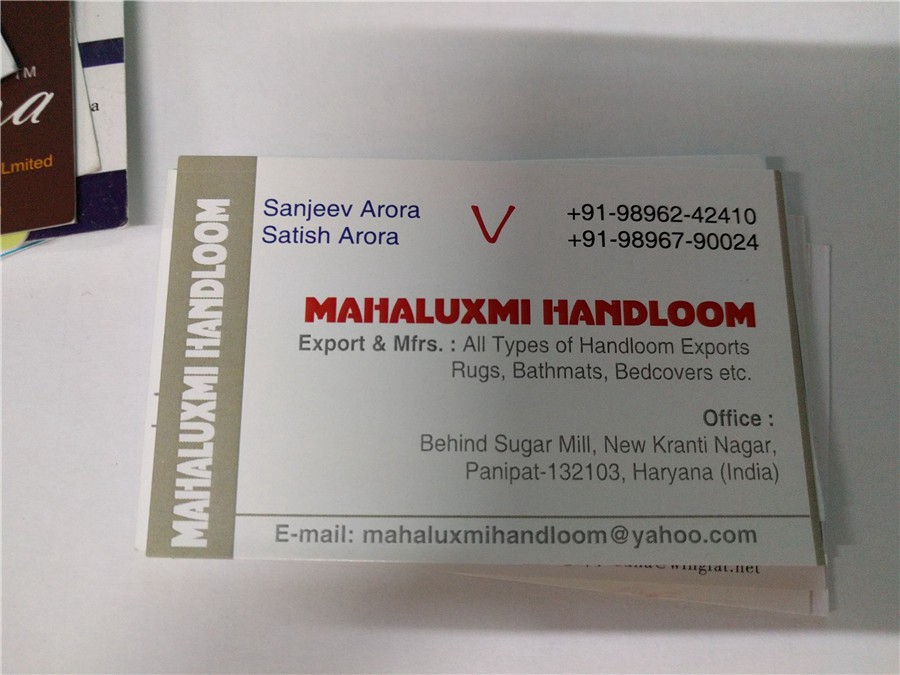 TM
a
Lmited
a
MAHALUXMI HANDLOOM
Sanjeev Arora
Satish Arora
V
+91-98962-42410
+91-98967-90024
MAHALUXMI HANDLOOM
Export & Mfrs. : All Types of Handloom Exports
Rugs, Bathmats, Bedcovers etc.
Office :
Behind Sugar Mill, New Kranti Nagar,
Panipat-132103, Haryana (India)
E-mail: mahaluxmihandloom@yahoo.com